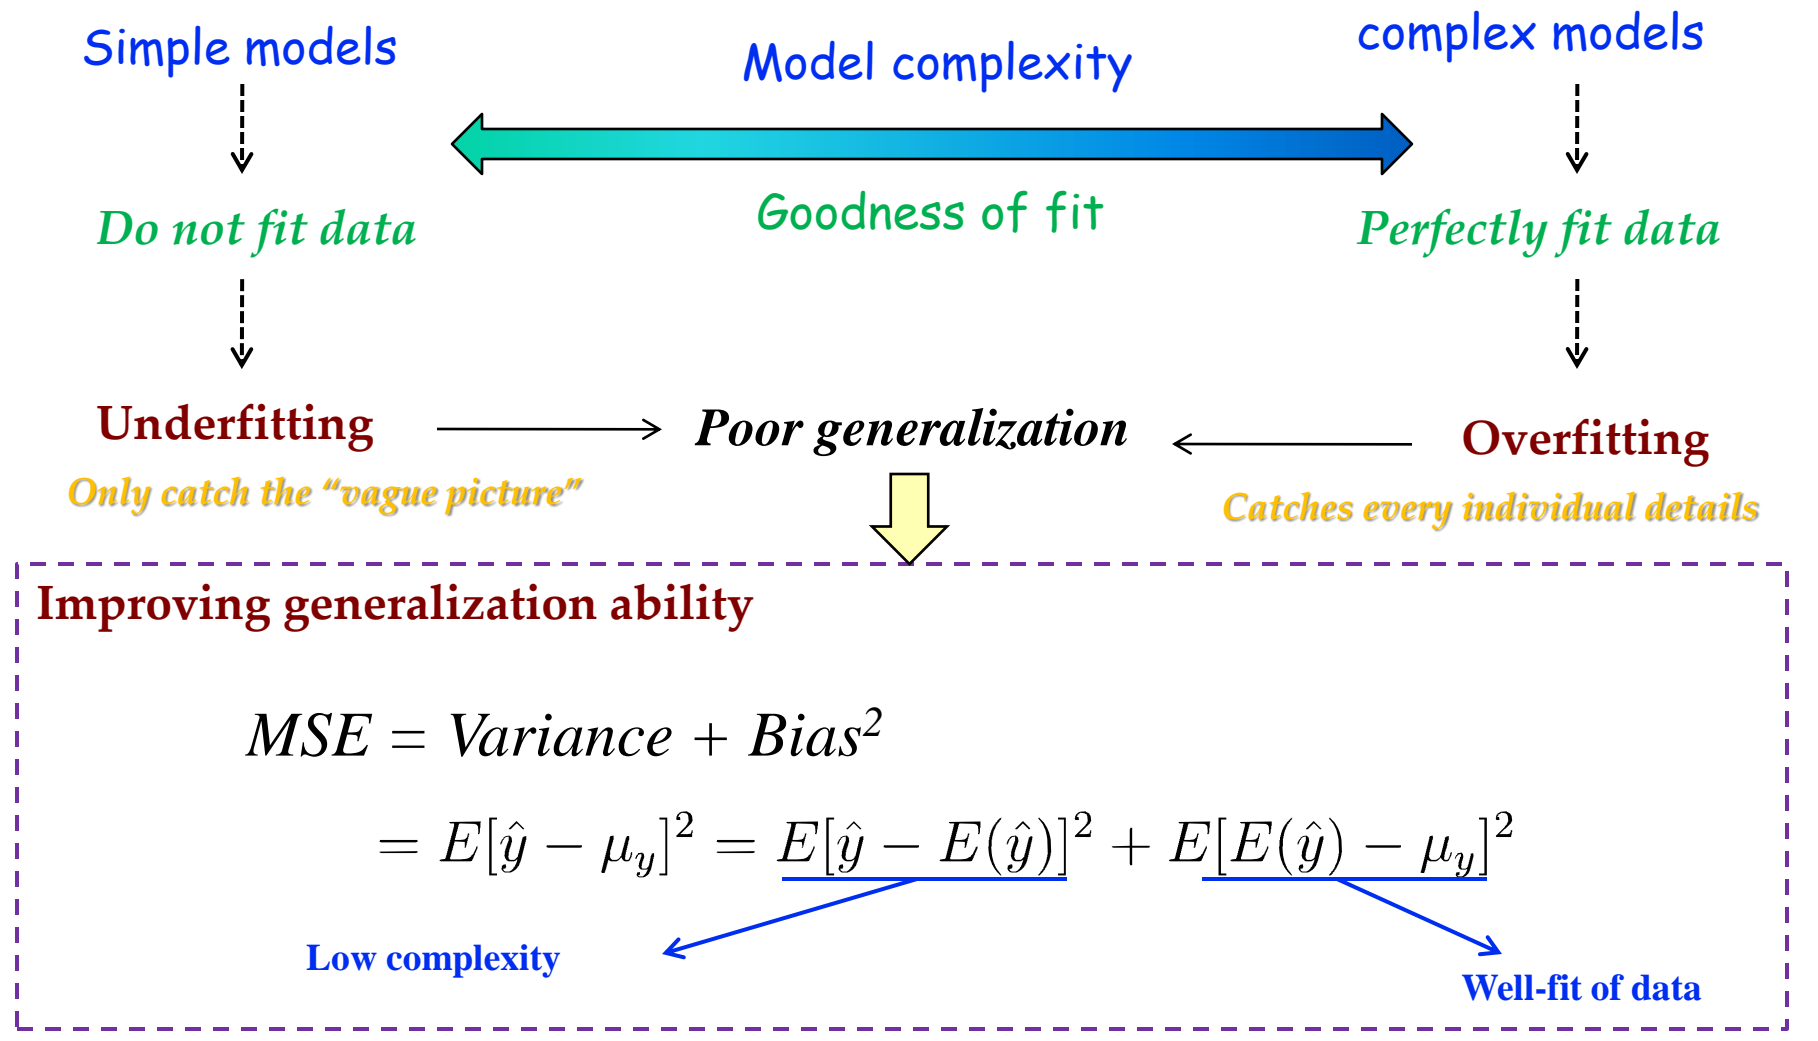 Simple models
Model complexity
complex models
Do not fit data
Goodness of fit
Perfectly fit data
Underfitting
Poor generalization
Overfitting
Only catch the “vague picture”
Catches every individual details
Improving generalization ability
MSE = Variance + Bias²
= E[ŷ − μ_y]² = E[ŷ − E(ŷ)]² + E[E(ŷ) − μ_y]²
Low complexity
Well-fit of data